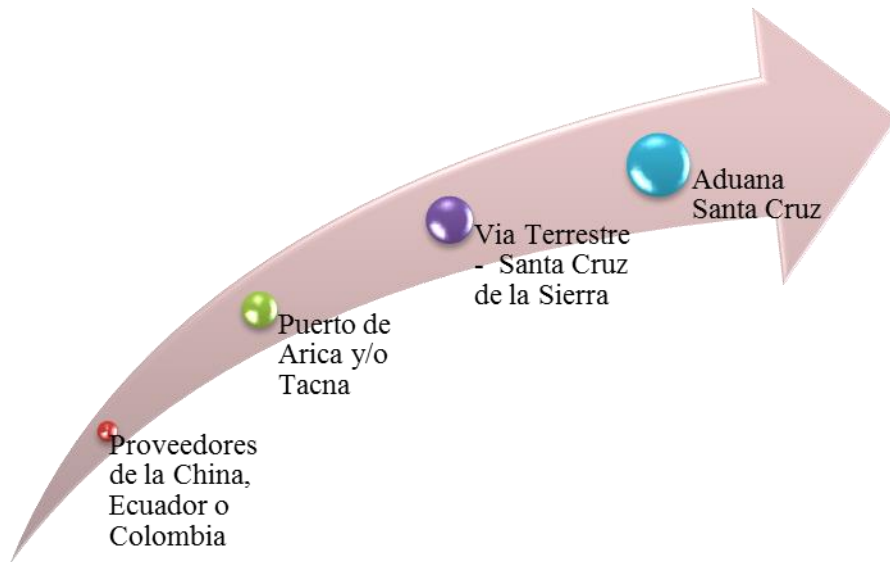 Proveedores
de la China,
Ecuador o
Colombia
Puerto de
Arica y/o
Tacna
Via Terrestre
- Santa Cruz
de la Sierra
Aduana
Santa Cruz